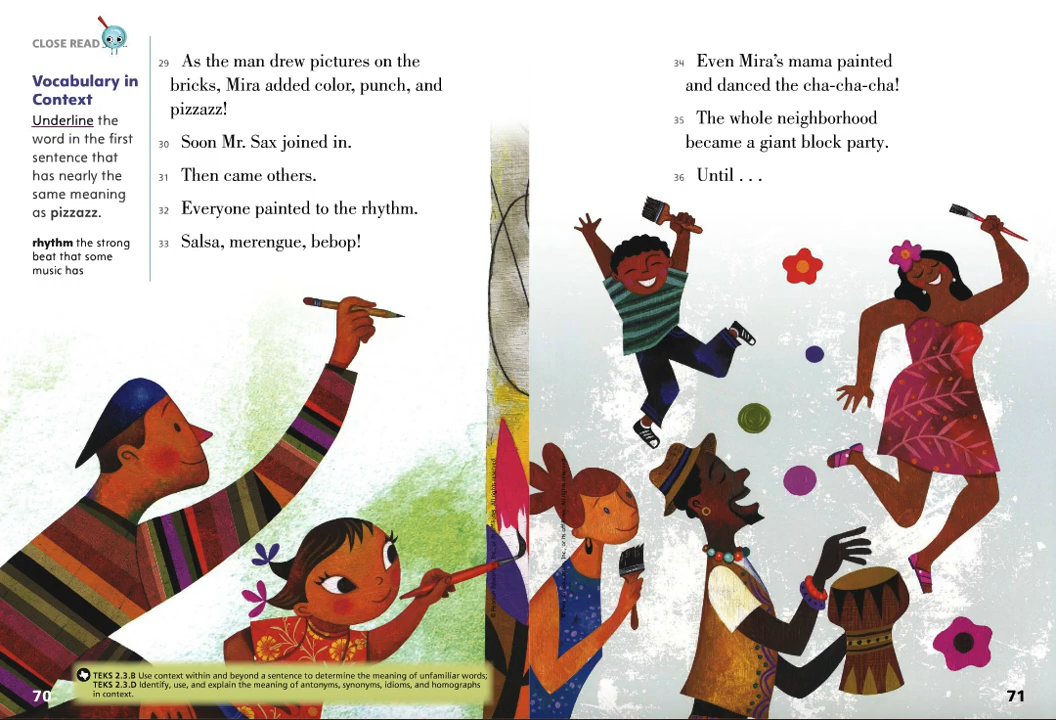 CLOSE READ
Vocabulary in
Context
Underline the
word in the first
sentence that
has nearly the
same meaning
as pizzazz.
rhythm the strong
beat that some
music has
29 As the man drew pictures on the
bricks, Mira added color, punch, and
pizzazz!
30 Soon Mr. Sax joined in.
31 Then came others.
32 Everyone painted to the rhythm.
33 Salsa, merengue, bebop!
TEKS 2.3.B Use context within and beyond a sentence to determine the meaning of unfamiliar words;
TEKS 2.3.D Identify, use, and explain the meaning of antonyms, synonyms, idioms, and homographs
in context.
70
34 Even Mira's mama painted
and danced the cha-cha-cha!
35 The whole neighborhood
became a giant block party.
36 Until . . .
71